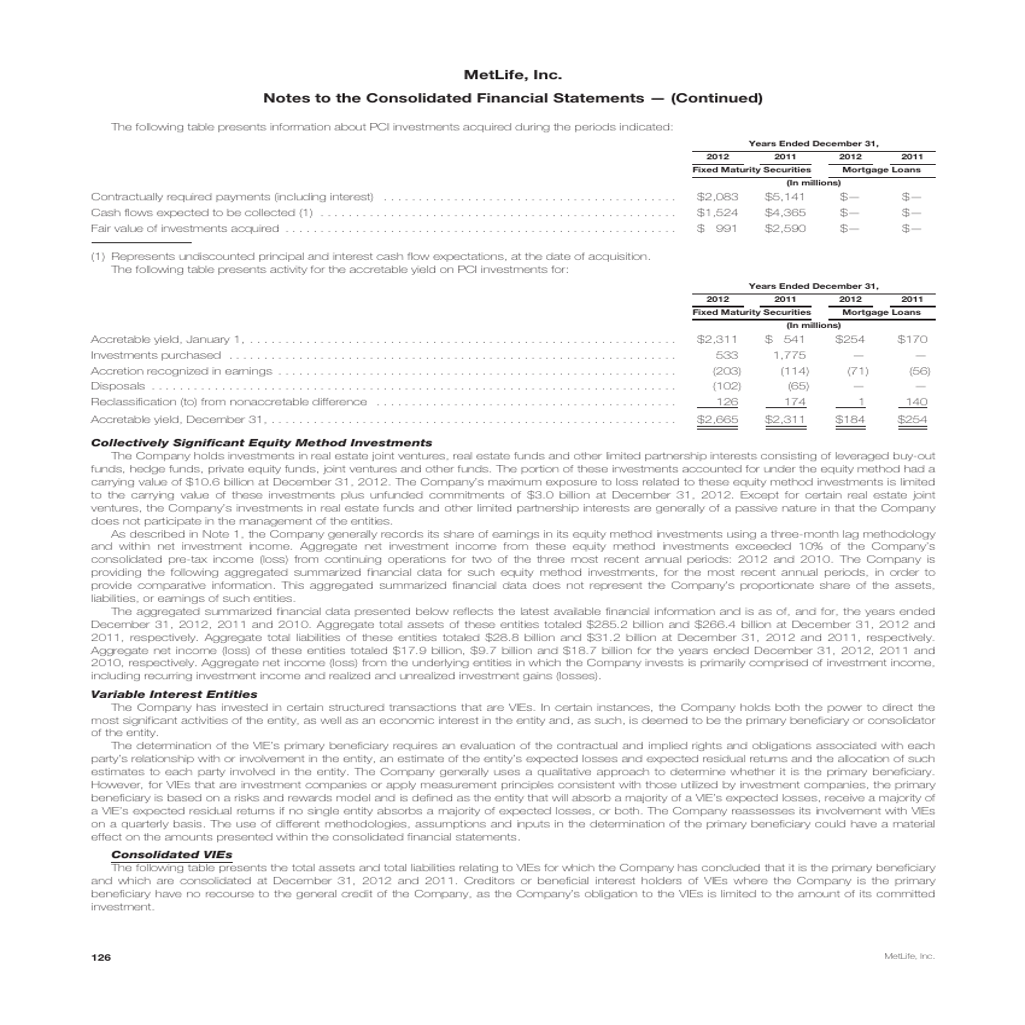 MetLife, Inc.
Notes to the Consolidated Financial Statements — (Continued)
The following table presents information about PCI investments acquired during the periods indicated:
Years Ended December 31,
2012 2011 2012 2011
Fixed Maturity Securities Mortgage Loans
(In millions)
Contractually required payments (including interest) $2,083 $5,141 $— $—
Cash flows expected to be collected (1) $1,524 $4,365 $— $—
Fair value of investments acquired $ 991 $2,590 $— $—
(1) Represents undiscounted principal and interest cash flow expectations, at the date of acquisition.
The following table presents activity for the accretable yield on PCI investments for:
Years Ended December 31,
2012 2011 2012 2011
Fixed Maturity Securities Mortgage Loans
(In millions)
Accretable yield, January 1, $2,311 $ 541 $254 $170
Investments purchased 533 1,775 — —
Accretion recognized in earnings (203) (114) (71) (56)
Disposals (102) (65) — —
Reclassification (to) from nonaccretable difference 126 174 1 140
Accretable yield, December 31, $2,665 $2,311 $184 $254
Collectively Significant Equity Method Investments
The Company holds investments in real estate joint ventures, real estate funds and other limited partnership interests consisting of leveraged buy-out
funds, hedge funds, private equity funds, joint ventures and other funds. The portion of these investments accounted for under the equity method had a
carrying value of $10.6 billion at December 31, 2012. The Company's maximum exposure to loss related to these equity method investments is limited
to the carrying value of these investments plus unfunded commitments of $3.0 billion at December 31, 2012. Except for certain real estate joint
ventures, the Company's investments in real estate funds and other limited partnership interests are generally of a passive nature in that the Company
does not participate in the management of the entities.
As described in Note 1, the Company generally records its share of earnings in its equity method investments using a three-month lag methodology
and within net investment income. Aggregate net investment income from these equity method investments exceeded 10% of the Company's
consolidated pre-tax income (loss) from continuing operations for two of the three most recent annual periods: 2012 and 2010. The Company is
providing the following aggregated summarized financial data for such equity method investments, for the most recent annual periods, in order to
provide comparative information. This aggregated summarized financial data does not represent the Company's proportionate share of the assets,
liabilities, or earnings of such entities.
The aggregated summarized financial data presented below reflects the latest available financial information and is as of, and for, the years ended
December 31, 2012, 2011 and 2010. Aggregate total assets of these entities totaled $285.2 billion and $266.4 billion at December 31, 2012 and
2011, respectively. Aggregate total liabilities of these entities totaled $28.8 billion and $31.2 billion at December 31, 2012 and 2011, respectively.
Aggregate net income (loss) of these entities totaled $17.9 billion, $9.7 billion and $18.7 billion for the years ended December 31, 2012, 2011 and
2010, respectively. Aggregate net income (loss) from the underlying entities in which the Company invests is primarily comprised of investment income,
including recurring investment income and realized and unrealized investment gains (losses).
Variable Interest Entities
The Company has invested in certain structured transactions that are VIEs. In certain instances, the Company holds both the power to direct the
most significant activities of the entity, as well as an economic interest in the entity and, as such, is deemed to be the primary beneficiary or consolidator
of the entity.
The determination of the VIE's primary beneficiary requires an evaluation of the contractual and implied rights and obligations associated with each
party's relationship with or involvement in the entity, an estimate of the entity's expected losses and expected residual returns and the allocation of such
estimates to each party involved in the entity. The Company generally uses a qualitative approach to determine whether it is the primary beneficiary.
However, for VIEs that are investment companies or apply measurement principles consistent with those utilized by investment companies, the primary
beneficiary is based on a risks and rewards model and is defined as the entity that will absorb a majority of a VIE's expected losses, receive a majority of
a VIE's expected residual returns if no single entity absorbs a majority of expected losses, or both. The Company reassesses its involvement with VIEs
on a quarterly basis. The use of different methodologies, assumptions and inputs in the determination of the primary beneficiary could have a material
effect on the amounts presented within the consolidated financial statements.
Consolidated VIEs
The following table presents the total assets and total liabilities relating to VIEs for which the Company has concluded that it is the primary beneficiary
and which are consolidated at December 31, 2012 and 2011. Creditors or beneficial interest holders of VIEs where the Company is the primary
beneficiary have no recourse to the general credit of the Company, as the Company's obligation to the VIEs is limited to the amount of its committed
investment.
126 MetLife, Inc.